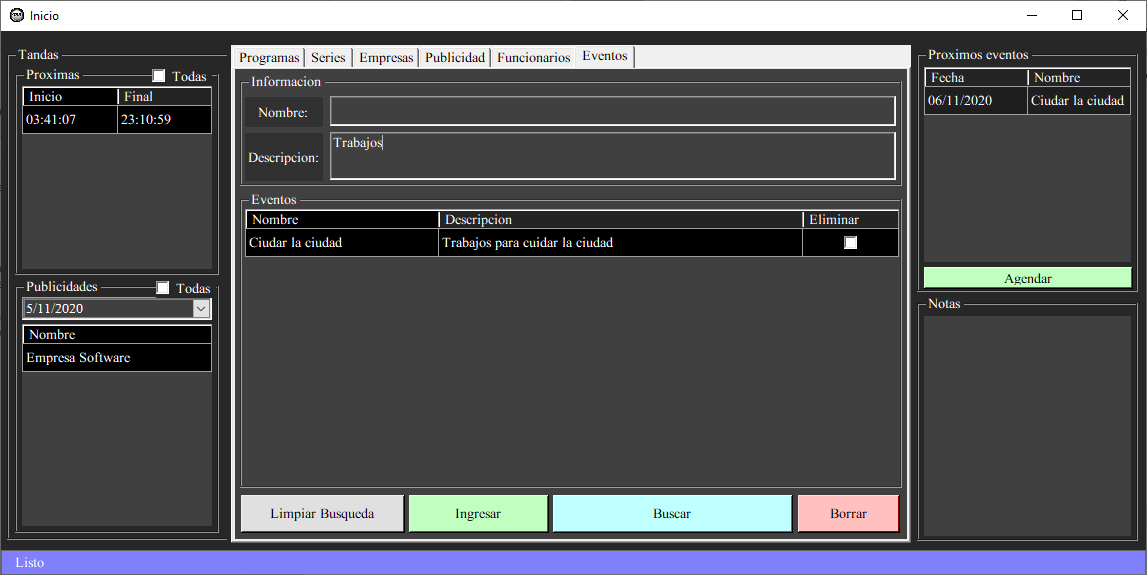 Inicio
Tandas
Proximas
Todas
Inicio Final
03:41:07 23:10:59
Publicidades
Todas
5/11/2020
Nombre
Empresa Software
Programas Series Empresas Publicidad Funcionarios Eventos
Informacion
Nombre:
Descripcion:
Trabajos
Eventos
Nombre Descripcion Eliminar
Ciudar la ciudad Trabajos para cuidar la ciudad
Limpiar Busqueda Ingresar Buscar Borrar
Proximos eventos
Fecha Nombre
06/11/2020 Ciudar la ciudad
Agendar
Notas
Listo